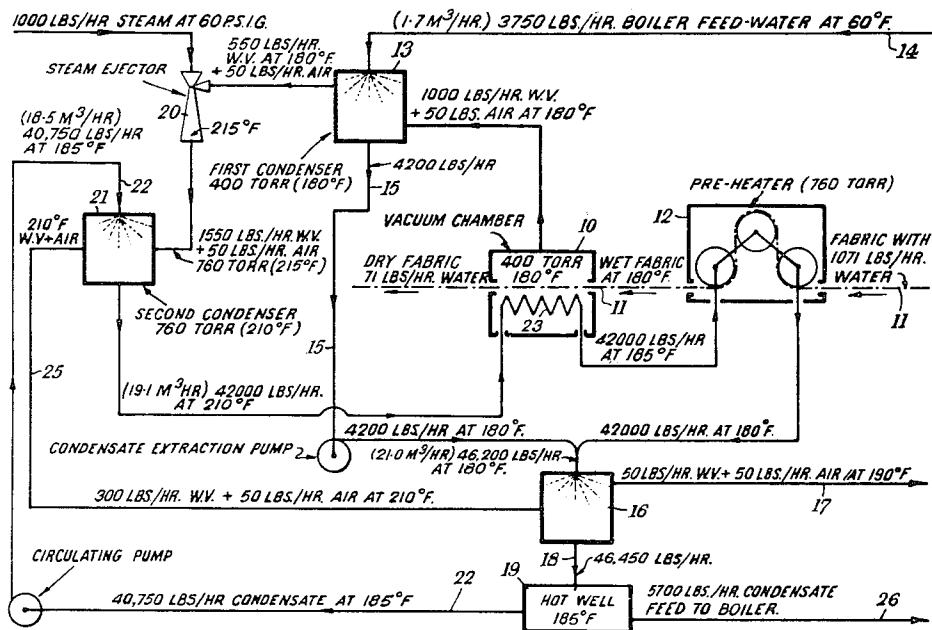 1000 LBS/HR STEAM AT 60 P.S.I.G.
(1.7 M³/HR.) 3750 LBS./HR. BOILER FEED-WATER AT 60°F.
14
550 LBS/HR.
W.V. AT 180°F.
+ 50 LBS/HR. AIR
13
STEAM EJECTOR
20
215°F
1000 LBS/HR. W.V.
+ 50 LBS. AIR AT 180°F
(18.5 M³/HR)
40,750 LBS/HR
AT 185°F
FIRST CONDENSER
400 TORR (180°F)
4200 LBS/HR
15
22
21
210°F
W.V+AIR
1550 LBS./HR. W.V.
+ 50 LBS/HR. AIR
760 TORR (215°F)
SECOND CONDENSER
760 TORR (210°F)
PRE-HEATER (760 TORR)
12
VACUUM CHAMBER
10
400 TORR
180°F
DRY FABRIC
71 LBS/HR. WATER
WET FABRIC
AT 180°F.
11
FABRIC WITH
1071 LBS/HR.
WATER
11
23
42000 LBS/HR
AT 185°F
15
25
(19.1 M³HR) 42000 LBS/HR.
AT 210°F
CONDENSATE EXTRACTION PUMP
4200 LBS/HR AT 180°F.
42000 LBS/HR. AT 180°F.
(21.0 M³/HR) 46,200 LBS/HR
AT 180°F.
50 LBS/HR. W.V. + 50 LBS/HR. AIR/AT 190°F
17
16
300 LBS/HR. W.V. + 50 LBS./HR. AIR AT 210°F.
18
46,450 LBS/HR.
CIRCULATING PUMP
19
HOT WELL
185°F
40,750 LBS/HR CONDENSATE AT 185°F
22
5700 LBS./HR. CONDENSATE
FEED TO BOILER.
26